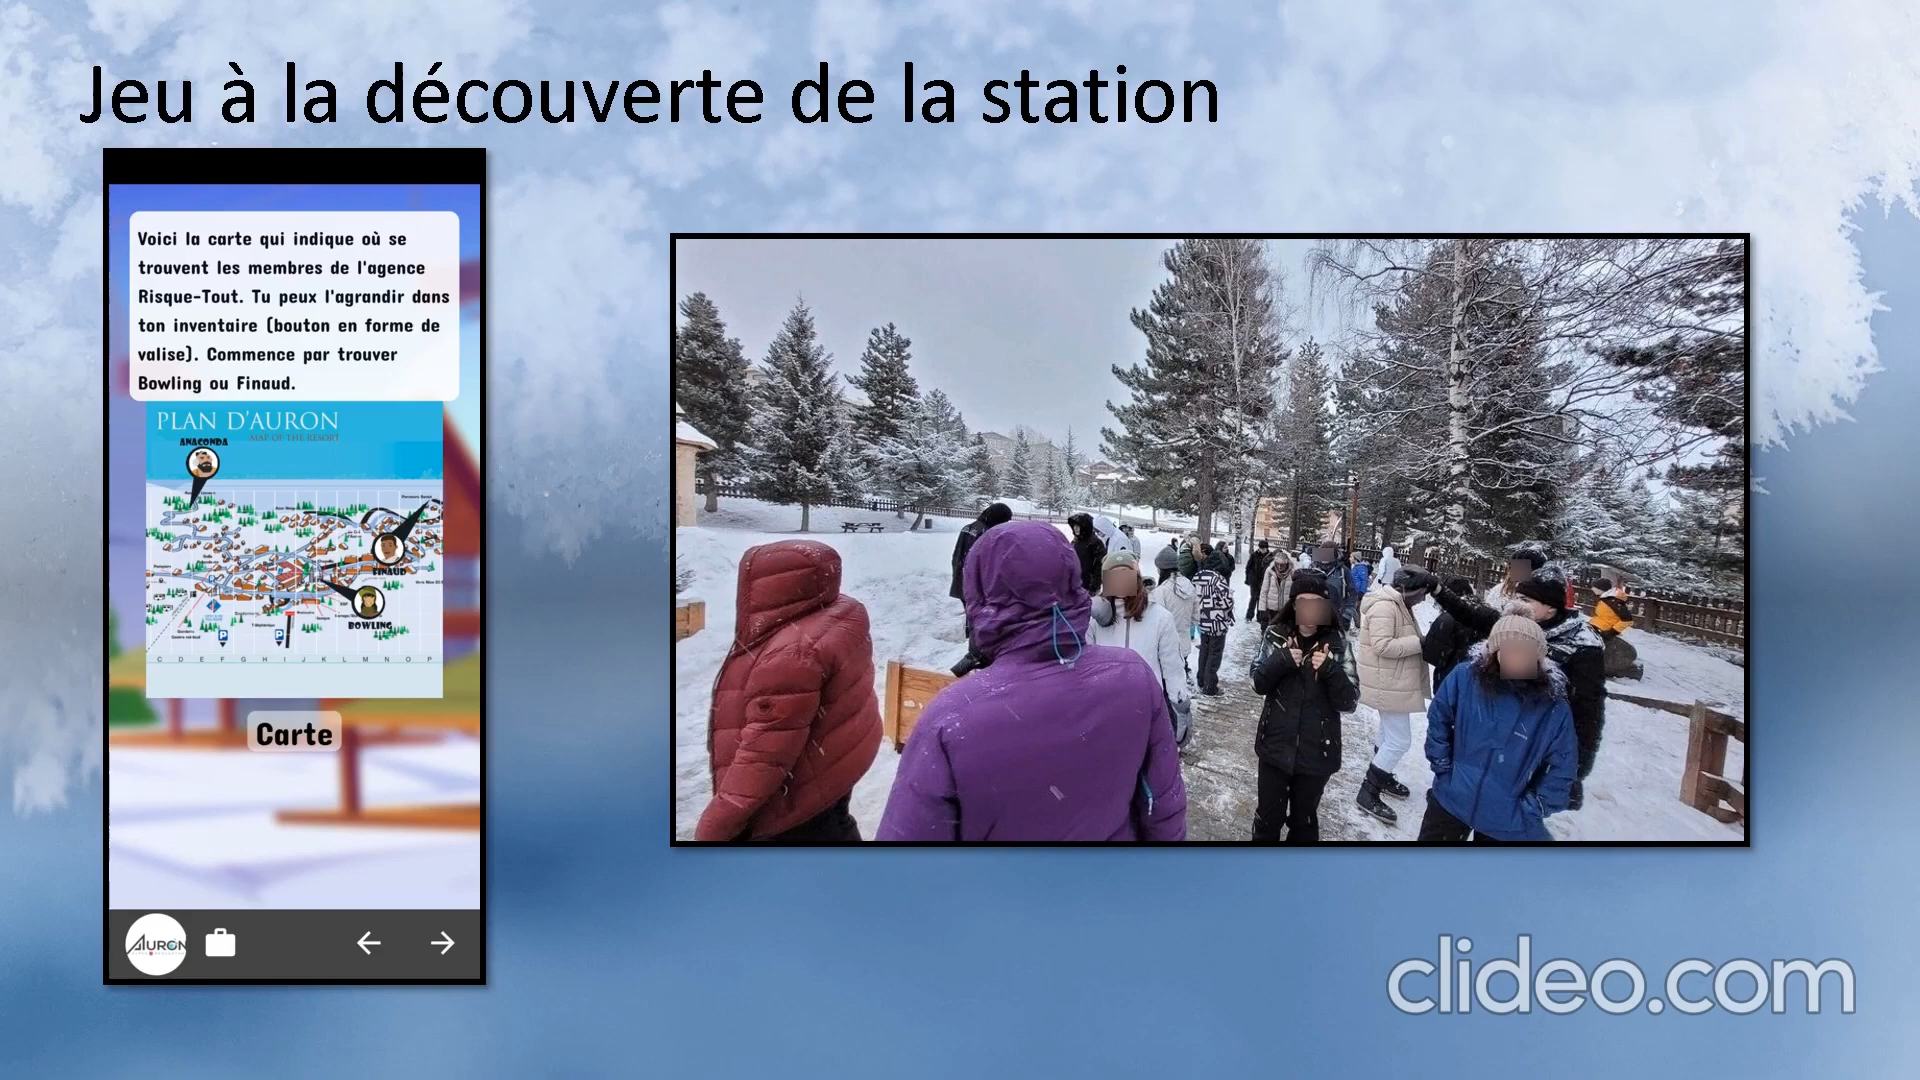 Jeu à la découverte de la station
Voici la carte qui indique où se
trouvent les membres de l'agence
Risque-Tout. Tu peux l'agrandir dans
ton inventaire (bouton en forme de
valise). Commence par trouver
Bowling ou Finaud.
PLAN D'AURON
MAP OF THE RESORT
ANACONDA
FINAUD
BOWLING
C D E F G H I J K L M N O P
Carte
AURON
clideo.com